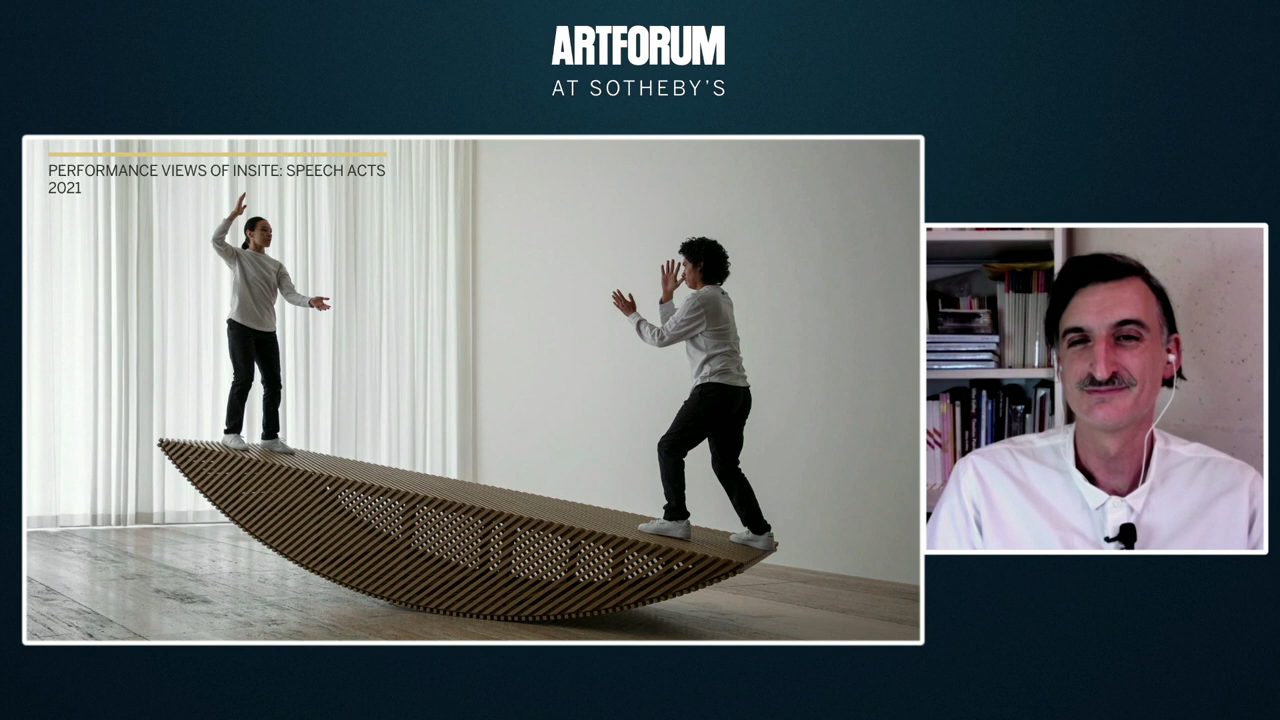 ARTFORUM
AT SOTHEBY'S
PERFORMANCE VIEWS OF INSITE: SPEECH ACTS
2021